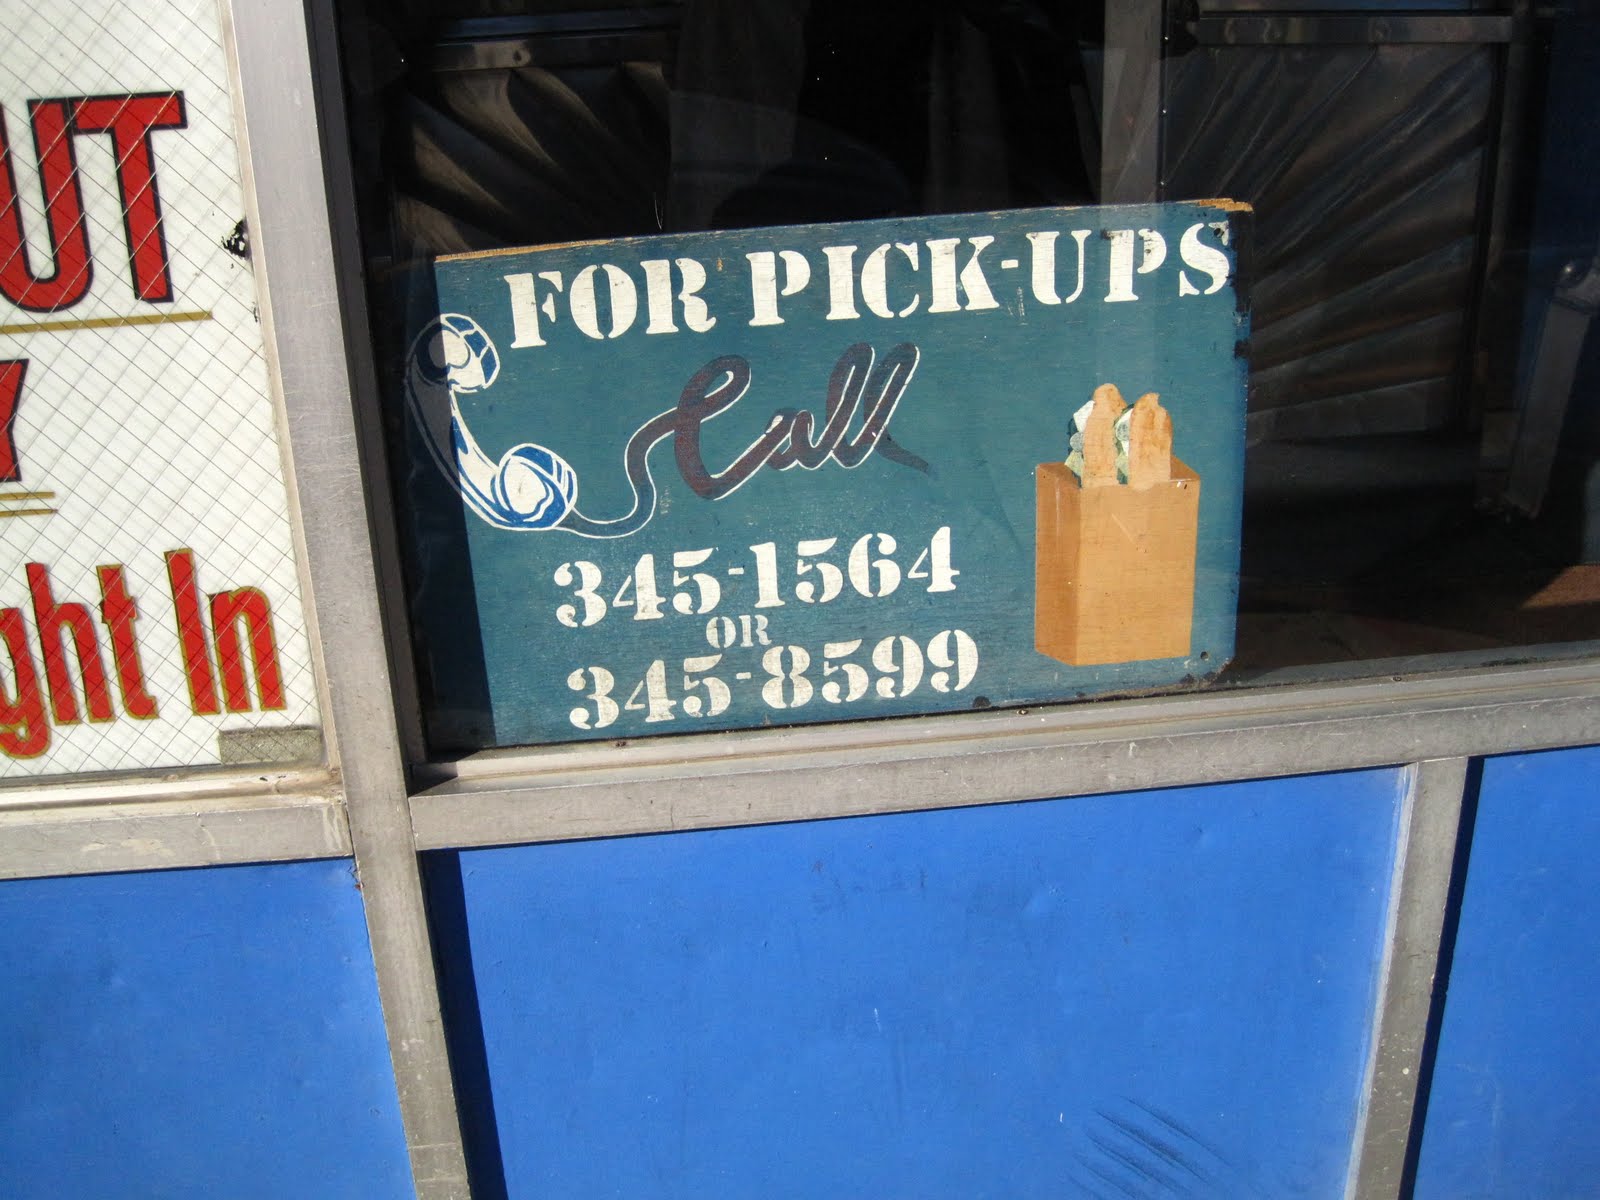 UT
Y
ght In
FOR PICK-UPS
Call
345-1564
OR
345-8599